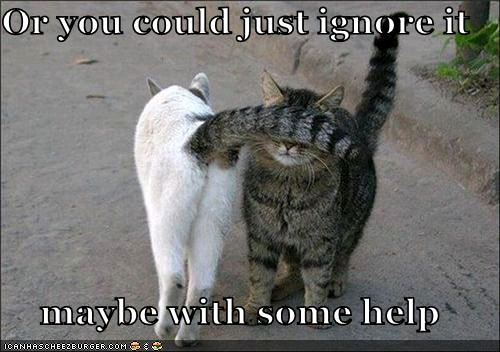 Or you could just ignore it
maybe with some help
ICANHASCHEEZBURGER.COM